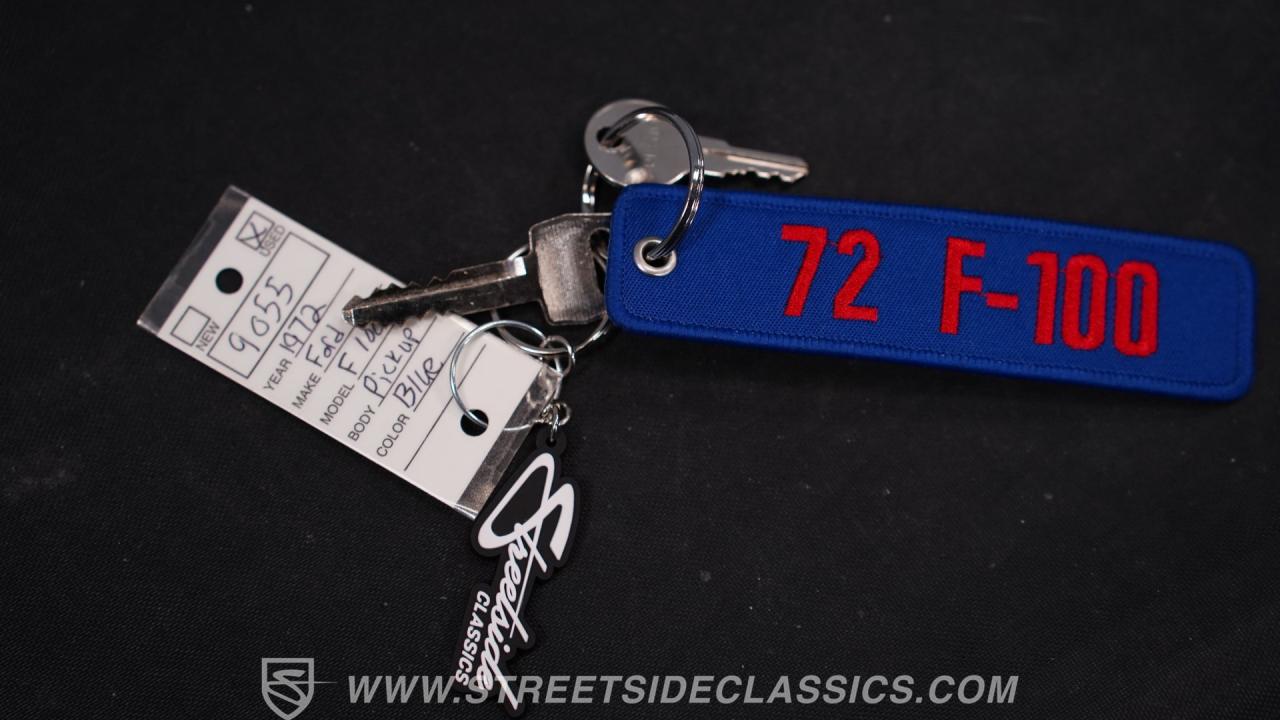 72 F-100
USED
NEW
9055
YEAR 1972
MAKE Ford
MODEL F 100
BODY Pickup
COLOR Blue
Streetside
CLASSICS
WWW.STREETSIDECLASSICS.COM